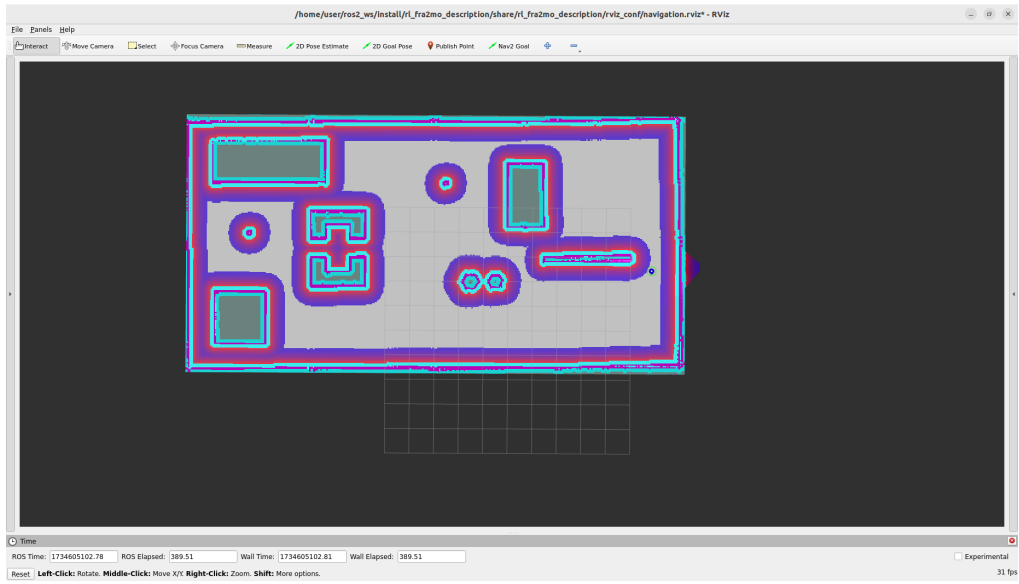 /home/user/ros2_ws/install/rl_fra2mo_description/share/rl_fra2mo_description/rviz_conf/navigation.rviz* - RViz
File Panels Help
Interact Move Camera Select Focus Camera Measure 2D Pose Estimate 2D Goal Pose Publish Point Nav2 Goal
Time
ROS Time: 1734605102.78 ROS Elapsed: 389.51 Wall Time: 1734605102.81 Wall Elapsed: 389.51 Experimental
Reset Left-Click: Rotate. Middle-Click: Move X/Y. Right-Click: Zoom. Shift: More options. 31 fps